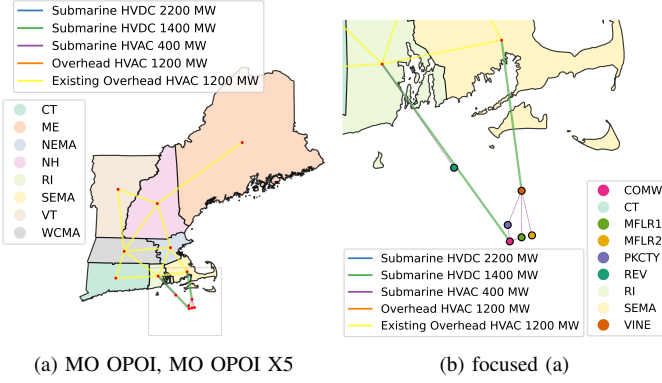 Submarine HVDC 2200 MW
Submarine HVDC 1400 MW
Submarine HVAC 400 MW
Overhead HVAC 1200 MW
Existing Overhead HVAC 1200 MW
CT
ME
NEMA
NH
RI
SEMA
VT
WCMA
(a) MO OPOI, MO OPOI X5
COMW
CT
MFLR1
MFLR2
PKCTY
REV
RI
SEMA
VINE
Submarine HVDC 2200 MW
Submarine HVDC 1400 MW
Submarine HVAC 400 MW
Overhead HVAC 1200 MW
Existing Overhead HVAC 1200 MW
(b) focused (a)